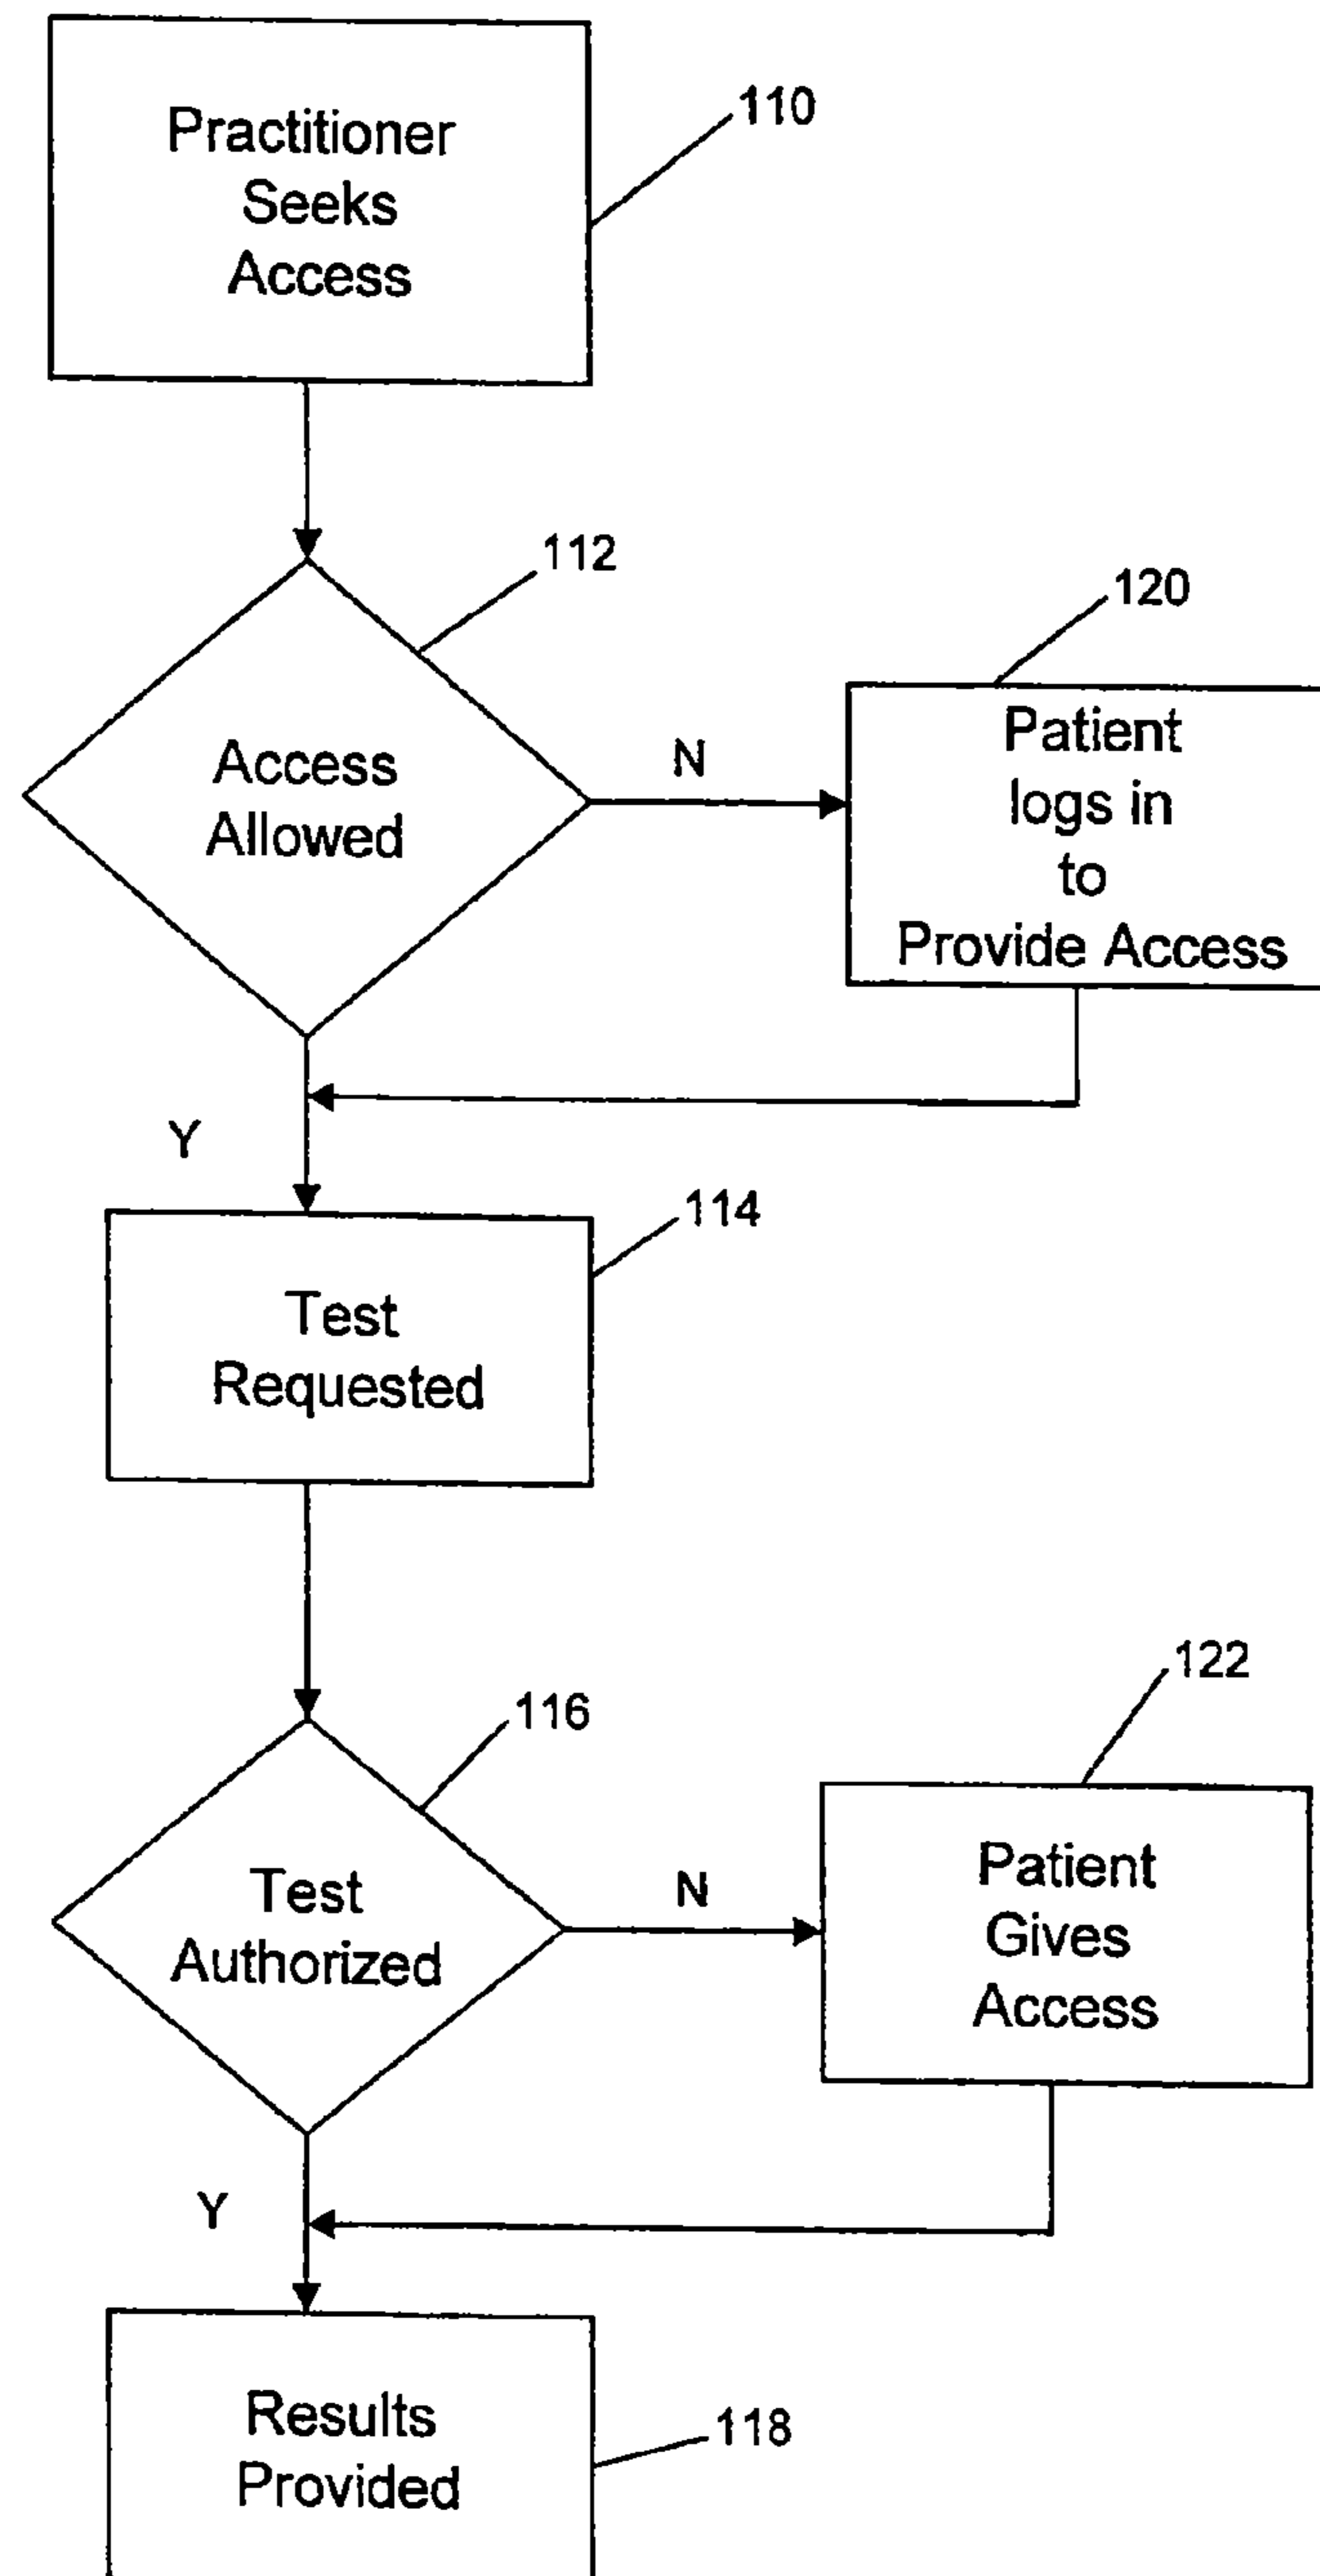 Practitioner
Seeks
Access
110
112
Access
Allowed
N
120
Patient
logs in
to
Provide Access
Y
114
Test
Requested
116
Test
Authorized
N
122
Patient
Gives
Access
Y
Results
Provided
118